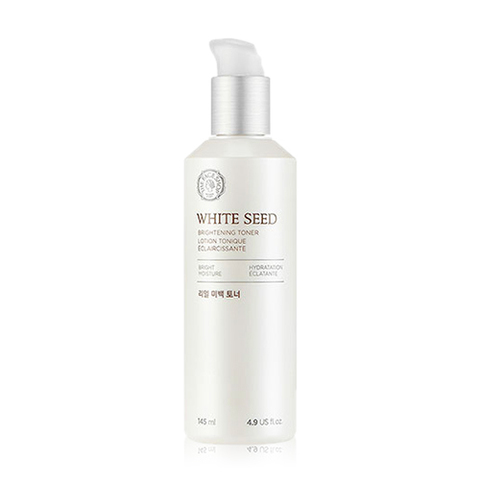 WHITE SEED
BRIGHTENING TONER
LOTION TONIQUE
ÉCLAIRCISSANTE
BRIGHT
MOISTURE
HYDRATATION
ÉCLATANTE
리얼 미백 토너
145 ml
4.9 US fl.oz.